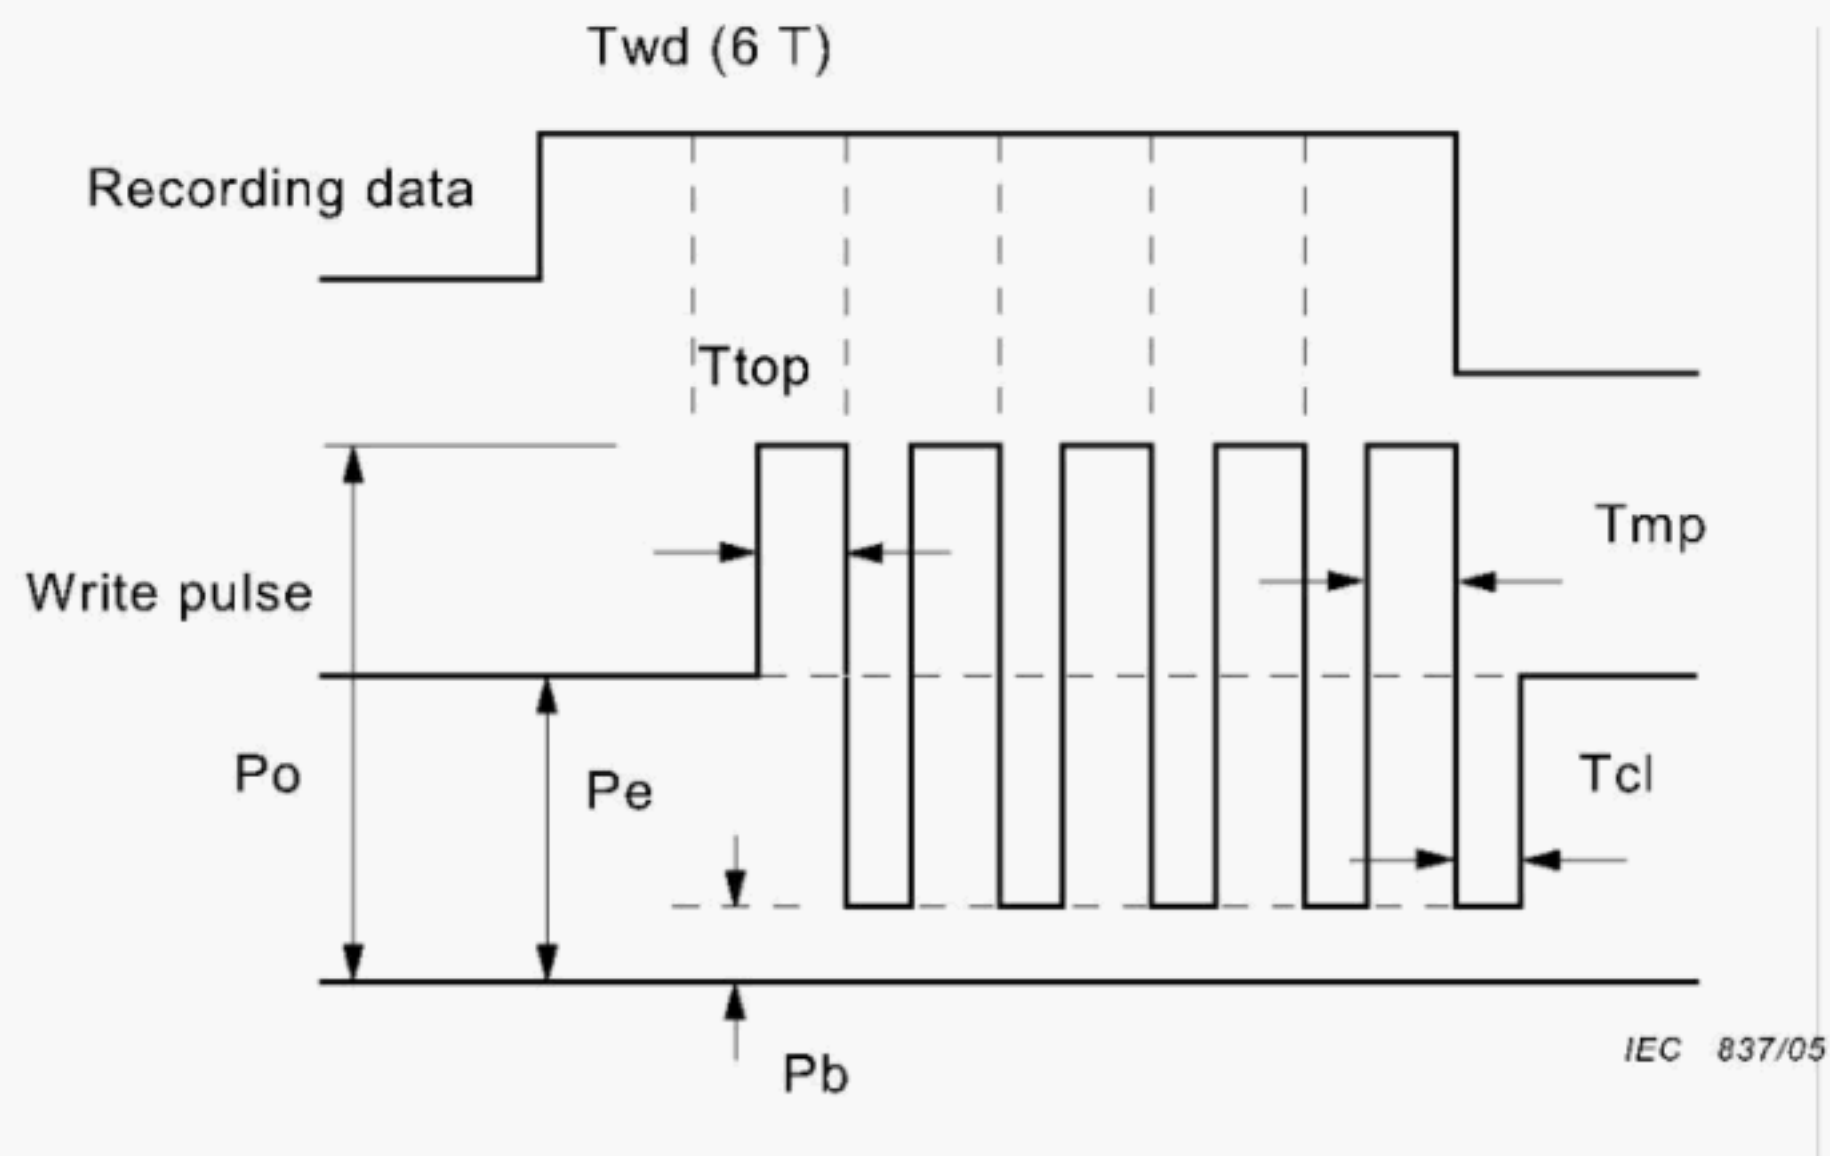 Twd (6 T)
Recording data
Ttop
Tmp
Write pulse
Po
Pe
Tcl
Pb
IEC 837/05